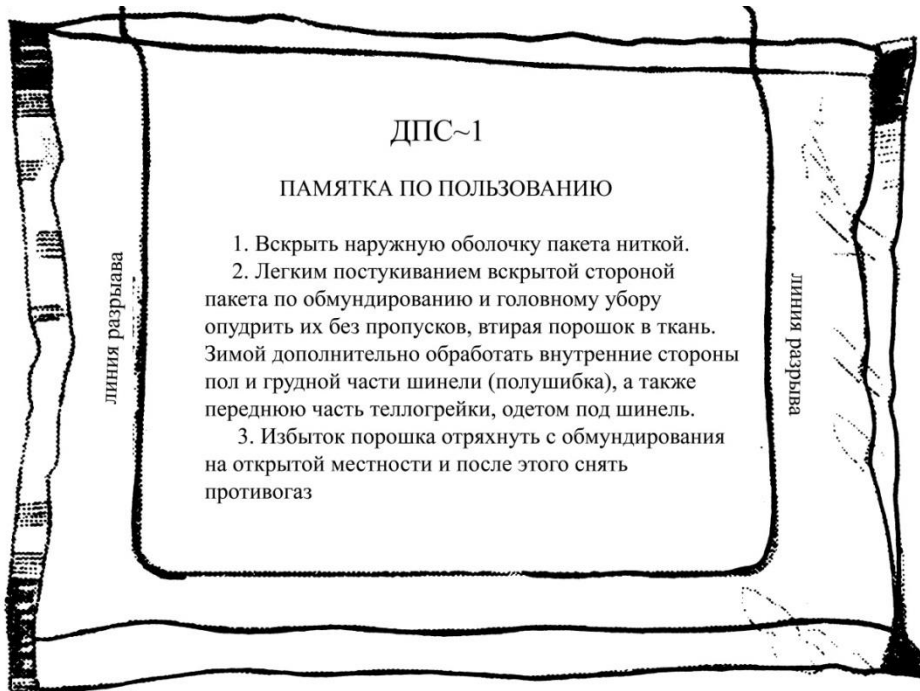 ДПС~1
ПАМЯТКА ПО ПОЛЬЗОВАНИЮ
1. Вскрыть наружную оболочку пакета ниткой.
2. Легким постукиванием вскрытой стороной
пакета по обмундированию и головному убору
опудрить их без пропусков, втирая порошок в ткань.
Зимой дополнительно обработать внутренние стороны
пол и грудной части шинели (полушибка), а также
переднюю часть теллогрейки, одетом под шинель.
3. Избыток порошка отряхнуть с обмундирования
на открытой местности и после этого снять
противогаз
линия разрыава
линия разрыва